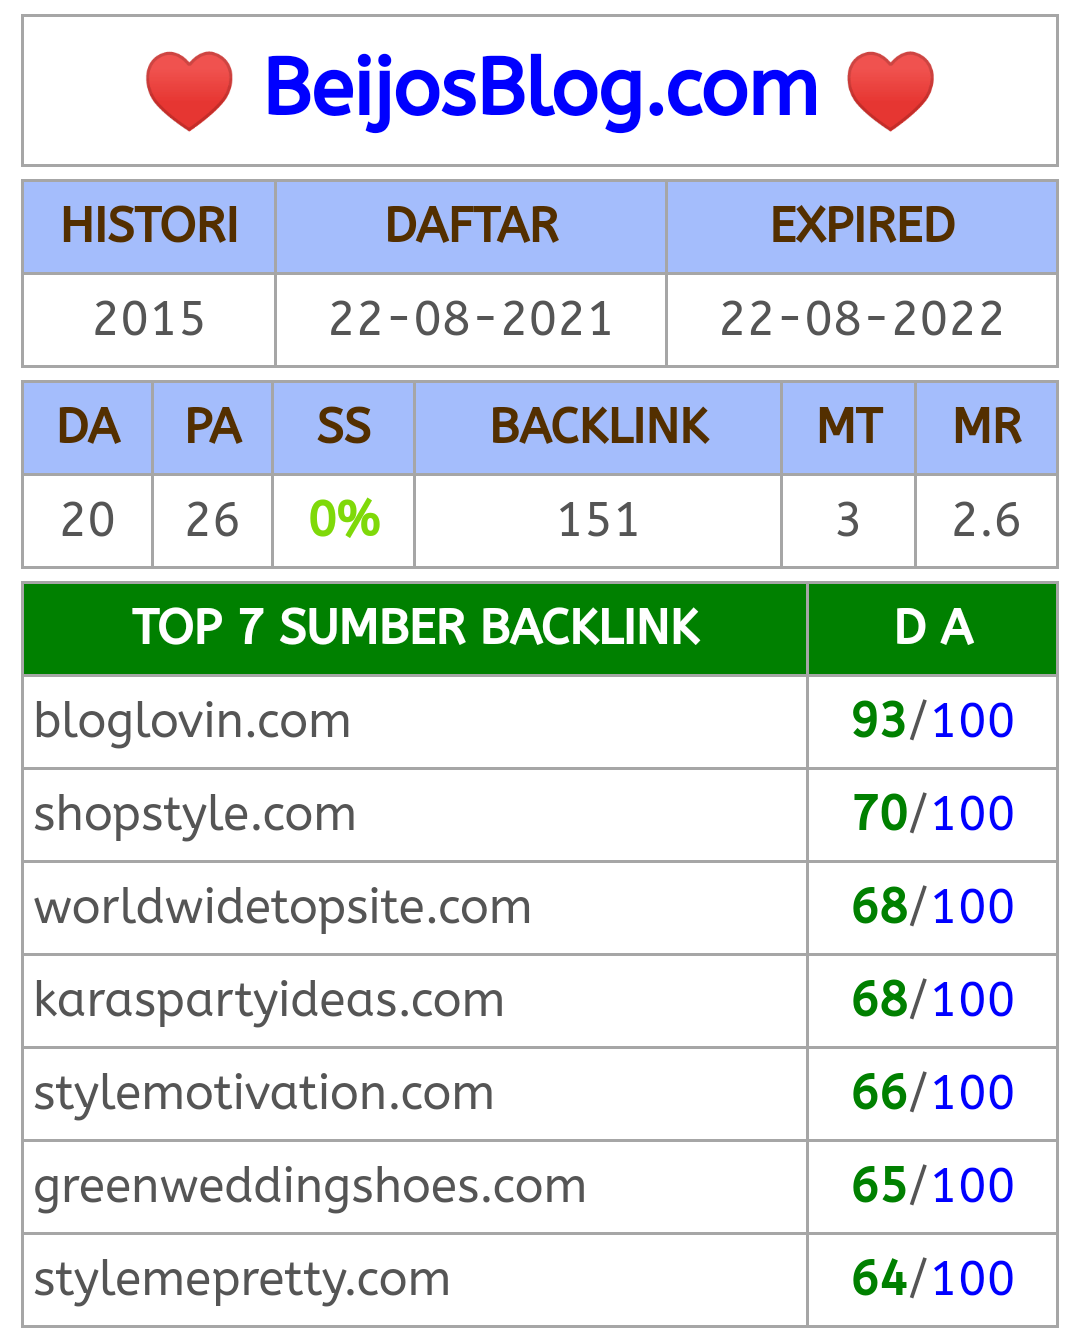 BeijosBlog.com
HISTORI DAFTAR EXPIRED
2015 22-08-2021 22-08-2022
DA PA SS BACKLINK MT MR
20 26 0% 151 3 2.6
TOP 7 SUMBER BACKLINK D A
bloglovin.com 93/100
shopstyle.com 70/100
worldwidetopsite.com 68/100
karaspartyideas.com 68/100
stylemotivation.com 66/100
greenweddingshoes.com 65/100
stylemepretty.com 64/100